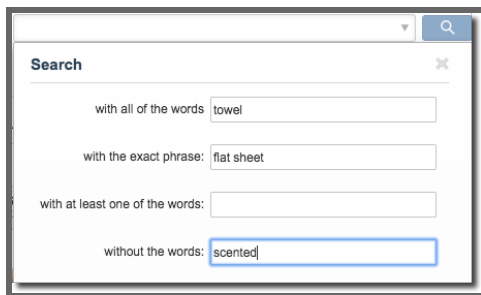 Search
with all of the words towel
with the exact phrase: flat sheet
with at least one of the words:
without the words: scented